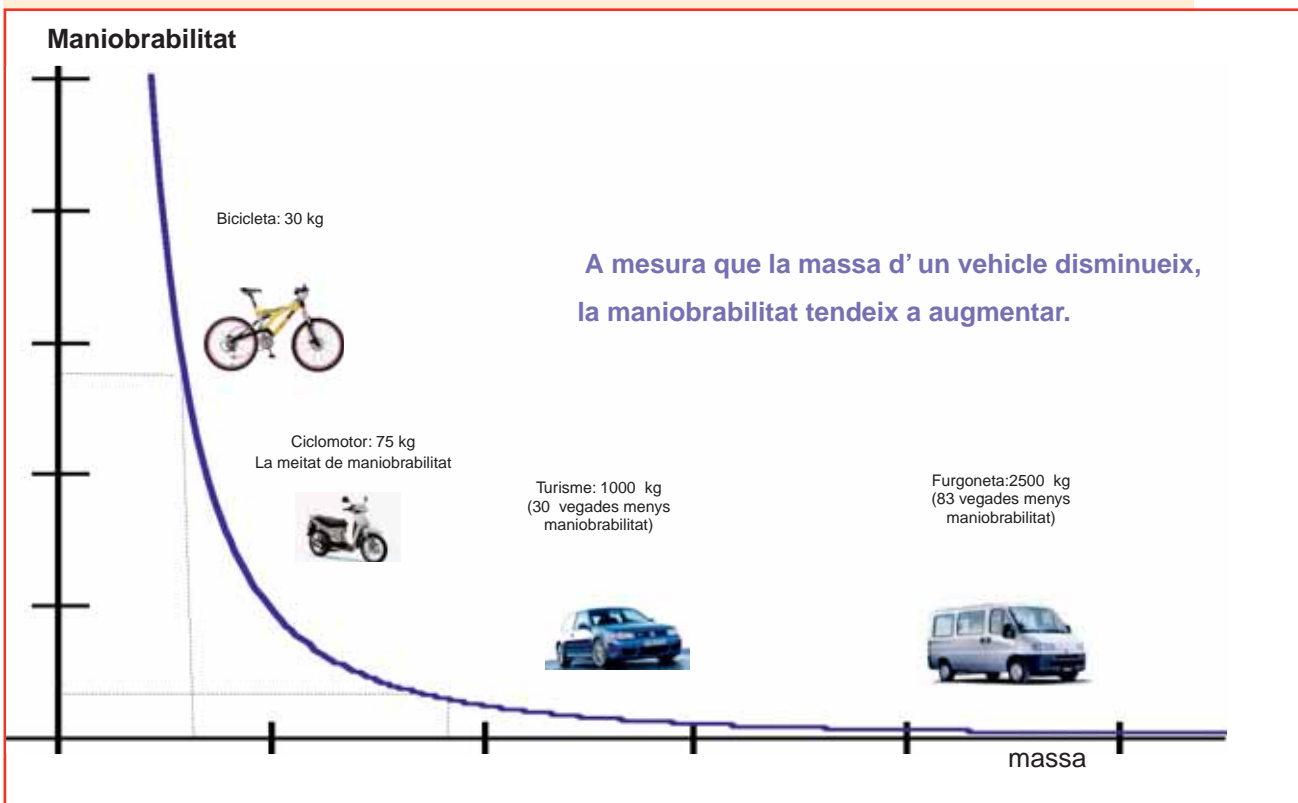 Maniobrabilitat
Bicicleta: 30 kg
A mesura que la massa d’ un vehicle disminueix,
la maniobrabilitat tendeix a augmentar.
Ciclomotor: 75 kg
La meitat de maniobrabilitat
Turisme: 1000 kg
(30 vegades menys
maniobrabilitat)
Furgoneta:2500 kg
(83 vegades menys
maniobrabilitat)
massa